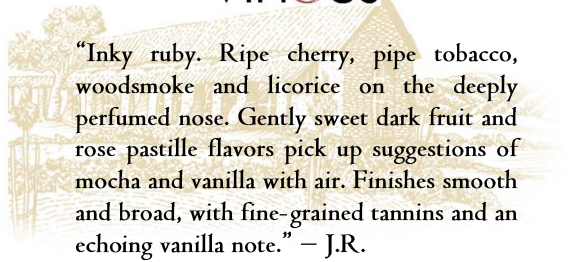 “Inky ruby. Ripe cherry, pipe tobacco,
woodsmoke and licorice on the deeply
perfumed nose. Gently sweet dark fruit and
rose pastille flavors pick up suggestions of
mocha and vanilla with air. Finishes smooth
and broad, with fine-grained tannins and an
echoing vanilla note.” – J.R.